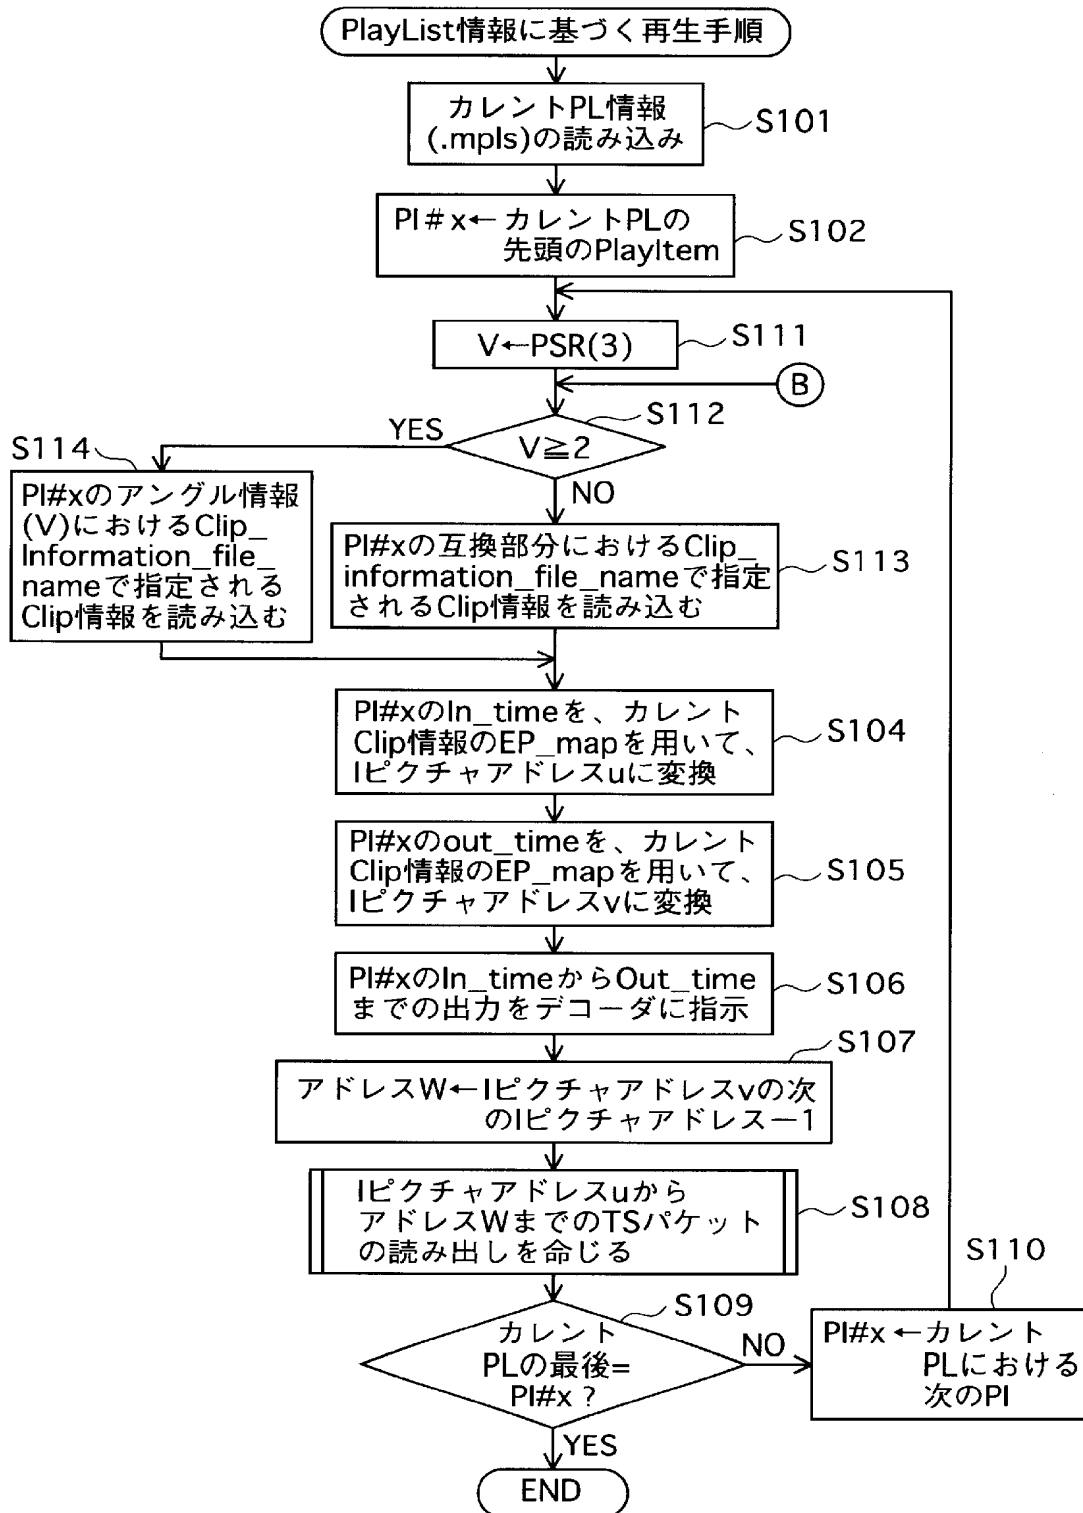 PlayList情報に基づく再生手順
カレントPL情報
(.mpls)の読み込み
S101
PI#x←カレントPLの
先頭のPlayItem
S102
V←PSR(3)
S111
B
S112
V≧2
YES
NO
S114
PI#xのアングル情報
(V)におけるClip_
Information_file_
nameで指定される
Clip情報を読み込む
PI#xの互換部分におけるClip_
information_file_nameで指定
されるClip情報を読み込む
S113
PI#xのIn_timeを、カレント
Clip情報のEP_mapを用いて、
Iピクチャアドレスuに変換
S104
PI#xのout_timeを、カレント
Clip情報のEP_mapを用いて、
Iピクチャアドレスvに変換
S105
PI#xのIn_timeからOut_time
までの出力をデコーダに指示
S106
S107
アドレスW←Iピクチャアドレスvの次
のIピクチャアドレス－1
Iピクチャアドレスuから
アドレスWまでのTSパケット
の読み出しを命じる
S108
S109
カレント
PLの最後=
PI#x?
NO
S110
PI#x←カレント
PLにおける
次のPI
YES
END